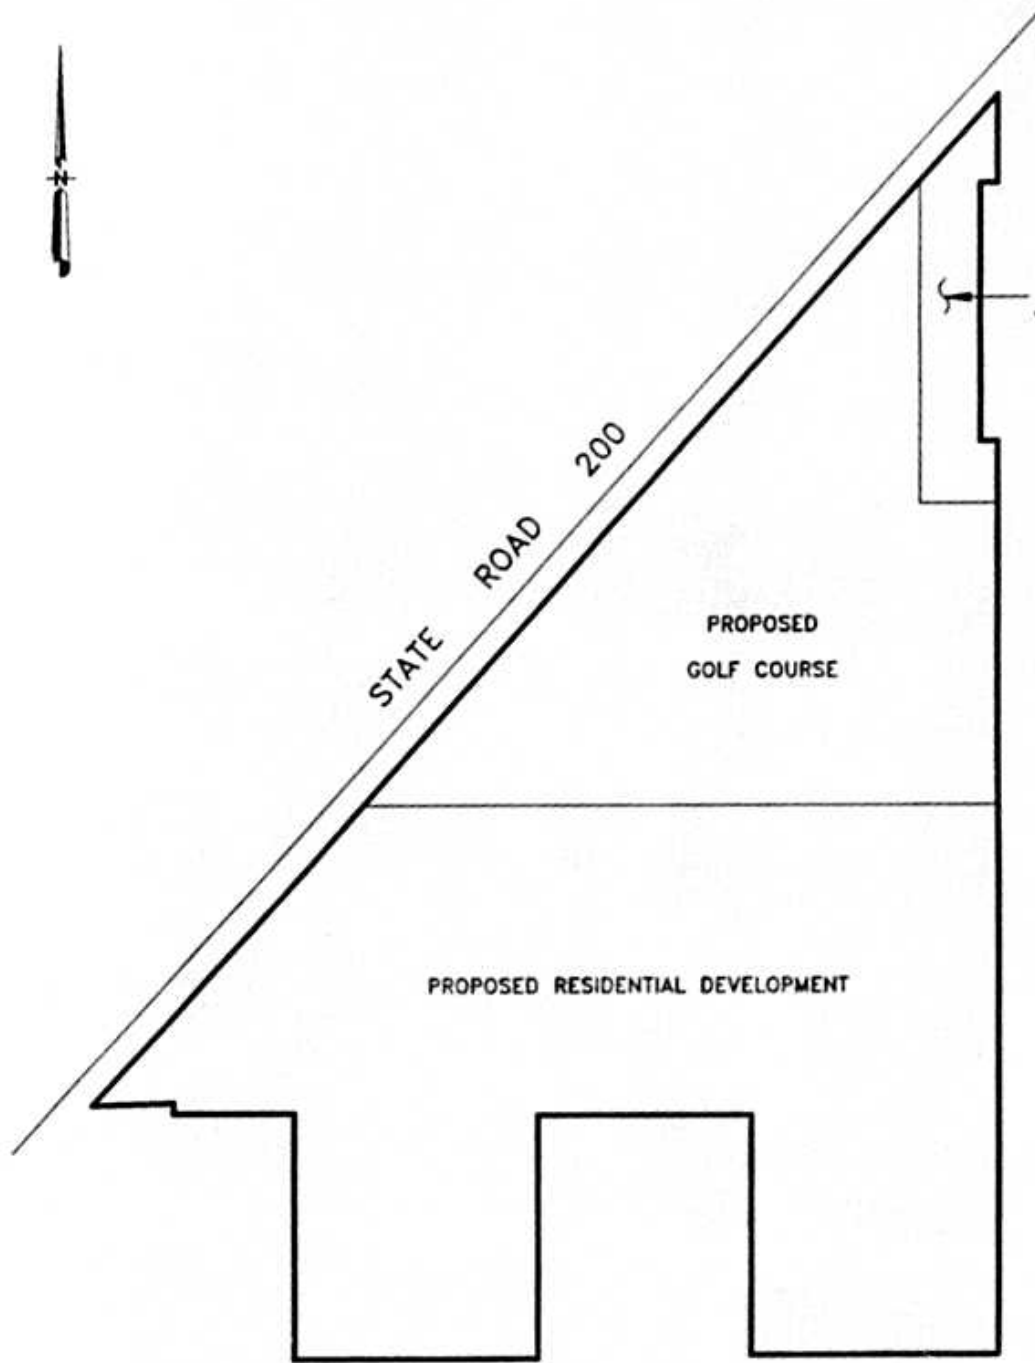 N
STATE ROAD 200
PROPOSED
GOLF COURSE
PROPOSED RESIDENTIAL DEVELOPMENT